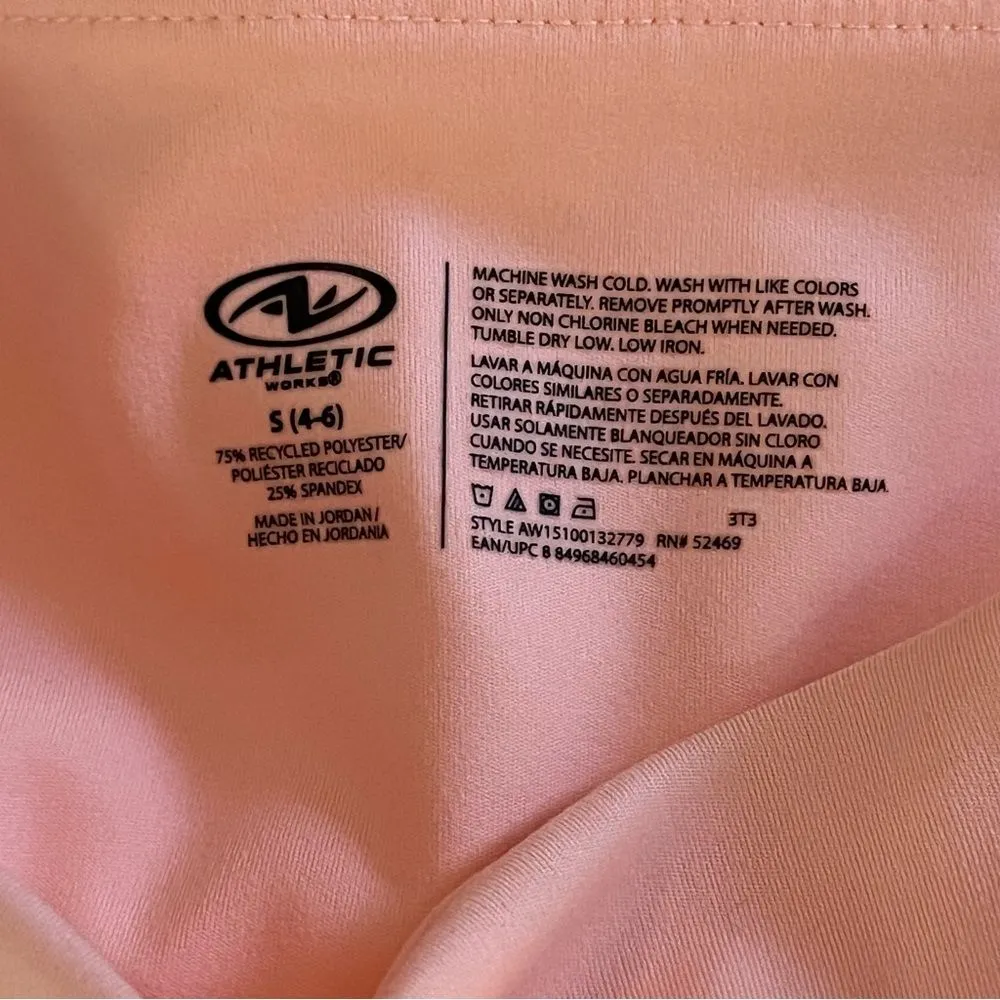 ATHLETIC
WORKS®
S (4-6)
75% RECYCLED POLYESTER/
POLIÉSTER RECICLADO
25% SPANDEX
MADE IN JORDAN /
HECHO EN JORDANIA
MACHINE WASH COLD. WASH WITH LIKE COLORS
OR SEPARATELY. REMOVE PROMPTLY AFTER WASH.
ONLY NON CHLORINE BLEACH WHEN NEEDED.
TUMBLE DRY LOW. LOW IRON.
LAVAR A MÁQUINA CON AGUA FRÍA. LAVAR CON
COLORES SIMILARES O SEPARADAMENTE.
RETIRAR RÁPIDAMENTE DESPUÉS DEL LAVADO.
USAR SOLAMENTE BLANQUEADOR SIN CLORO
CUANDO SE NECESITE. SECAR EN MÁQUINA A
TEMPERATURA BAJA. PLANCHAR A TEMPERATURA BAJA.
3T3
STYLE AW15100132779 RN# 52469
EAN/UPC 8 84968460454